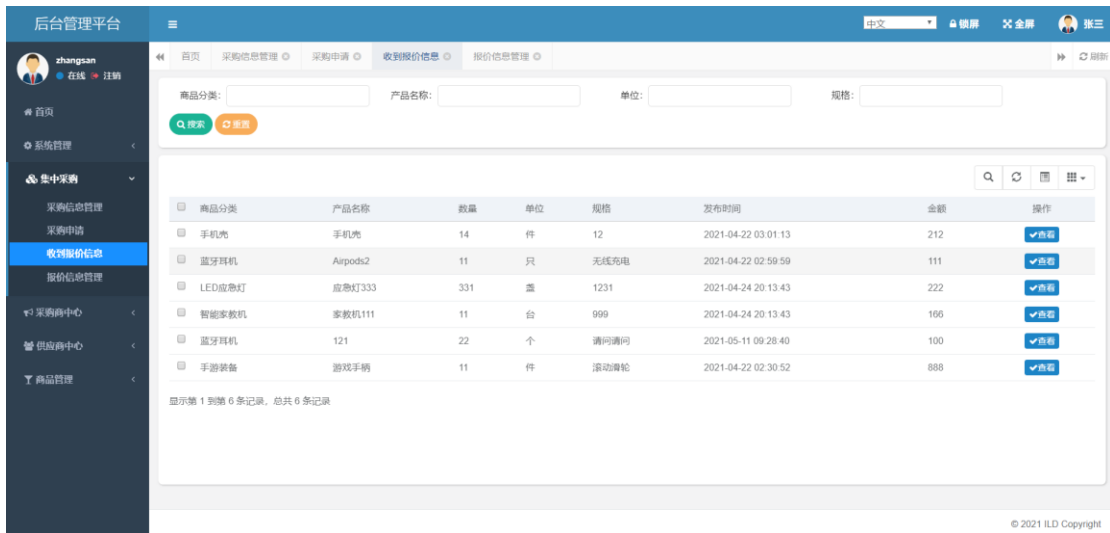 后台管理平台 中文 锁屏 全屏 张三
zhangsan
在线 注销
首页 采购信息管理 采购申请 收到报价信息 报价信息管理 刷新
首页
系统管理
集中采购
采购信息管理
采购申请
收到报价信息
报价信息管理
采购商中心
供应商中心
商品管理
商品分类: 产品名称: 单位: 规格:
搜索 重置
商品分类 产品名称 数量 单位 规格 发布时间 金额 操作
手机壳 手机壳 14 件 12 2021-04-22 03:01:13 212 查看
蓝牙耳机 Airpods2 11 只 无线充电 2021-04-22 02:59:59 111 查看
LED应急灯 应急灯333 331 盏 1231 2021-04-24 20:13:43 222 查看
智能家教机 家教机111 11 台 999 2021-04-24 20:13:43 166 查看
蓝牙耳机 121 22 个 请问请问 2021-05-11 09:28:40 100 查看
手游装备 游戏手柄 11 件 滚动滑轮 2021-04-22 02:30:52 888 查看
显示第 1 到第 6 条记录，总共 6 条记录
© 2021 ILD Copyright